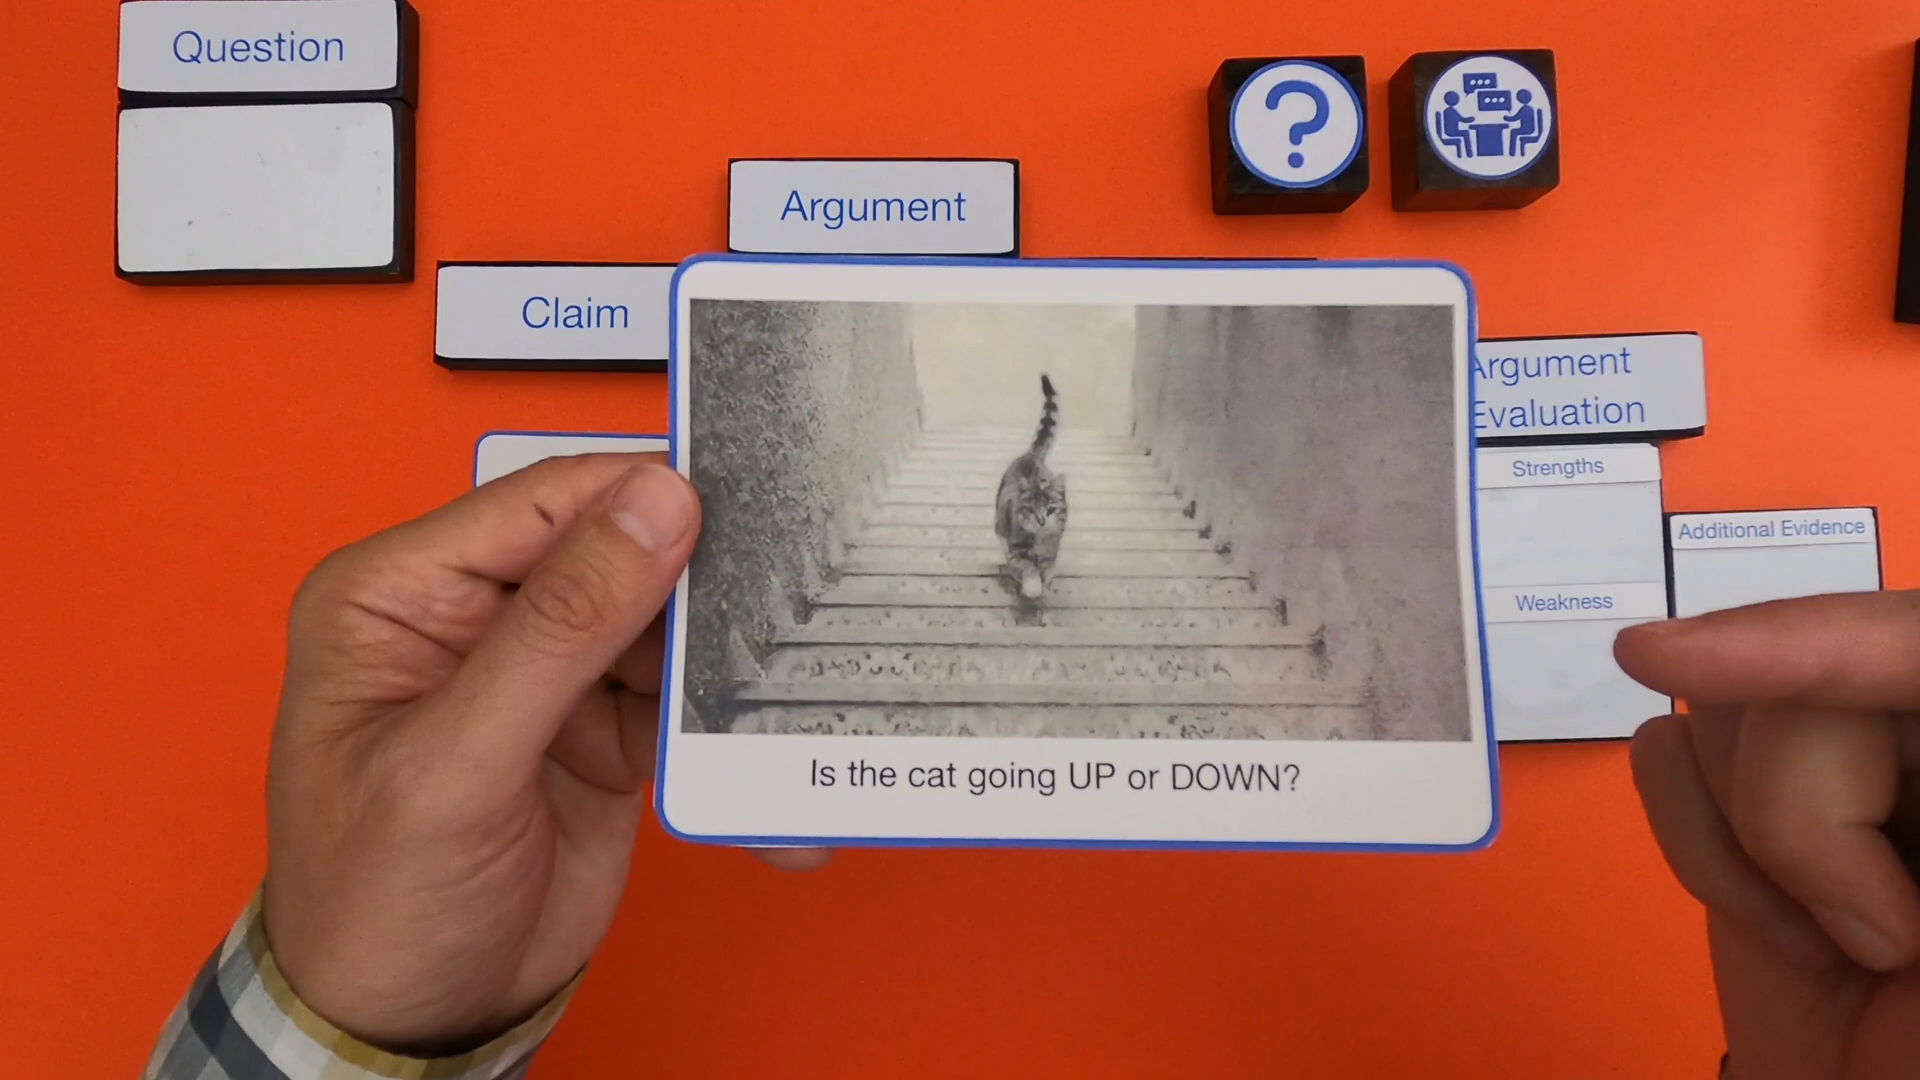 Question
Argument
Claim
Argument
Evaluation
Strengths
Additional Evidence
Weakness
Is the cat going UP or DOWN?